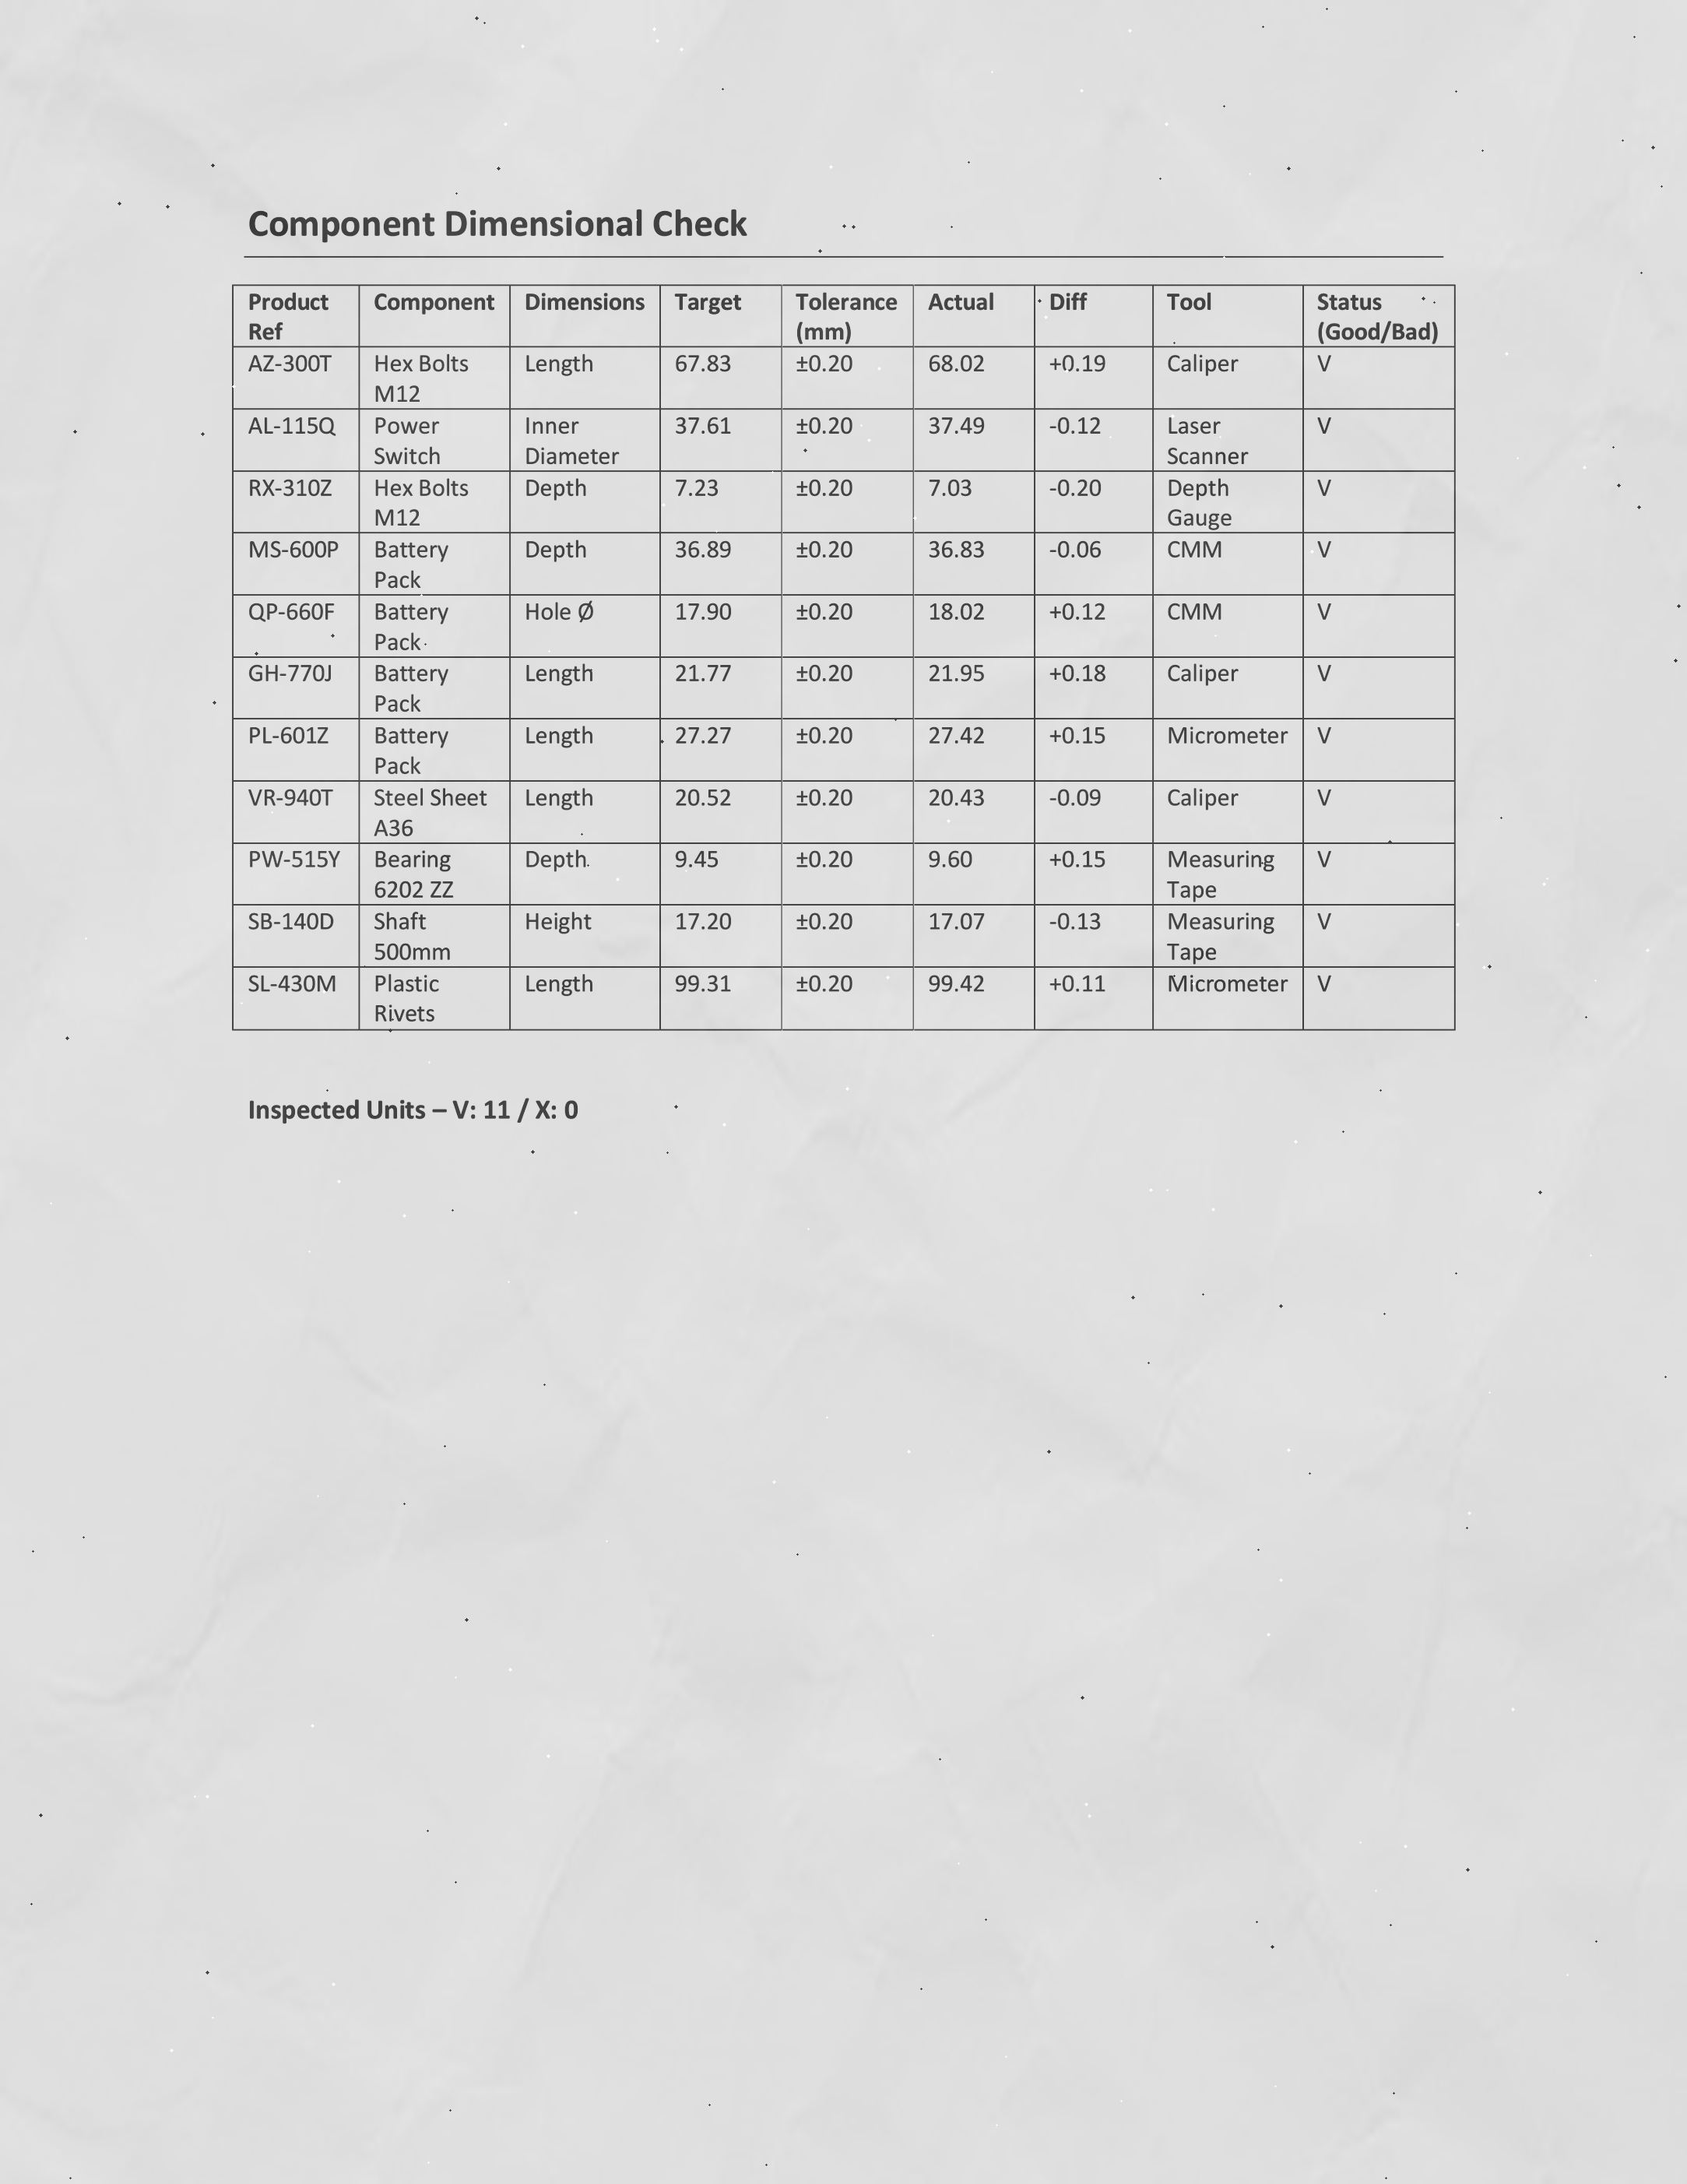 Component Dimensional Check
Product Ref Component Dimensions Target Tolerance (mm) Actual Diff Tool Status (Good/Bad)
AZ-300T Hex Bolts M12 Length 67.83 ±0.20 68.02 +0.19 Caliper V
AL-115Q Power Switch Inner Diameter 37.61 ±0.20 37.49 -0.12 Laser Scanner V
RX-310Z Hex Bolts M12 Depth 7.23 ±0.20 7.03 -0.20 Depth Gauge V
MS-600P Battery Pack Depth 36.89 ±0.20 36.83 -0.06 CMM V
QP-660F Battery Pack Hole Ø 17.90 ±0.20 18.02 +0.12 CMM V
GH-770J Battery Pack Length 21.77 ±0.20 21.95 +0.18 Caliper V
PL-601Z Battery Pack Length 27.27 ±0.20 27.42 +0.15 Micrometer V
VR-940T Steel Sheet A36 Length 20.52 ±0.20 20.43 -0.09 Caliper V
PW-515Y Bearing 6202 ZZ Depth 9.45 ±0.20 9.60 +0.15 Measuring Tape V
SB-140D Shaft 500mm Height 17.20 ±0.20 17.07 -0.13 Measuring Tape V
SL-430M Plastic Rivets Length 99.31 ±0.20 99.42 +0.11 Micrometer V
Inspected Units – V: 11 / X: 0